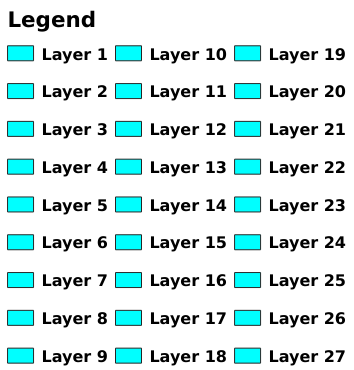 Legend
Layer 1 Layer 10 Layer 19
Layer 2 Layer 11 Layer 20
Layer 3 Layer 12 Layer 21
Layer 4 Layer 13 Layer 22
Layer 5 Layer 14 Layer 23
Layer 6 Layer 15 Layer 24
Layer 7 Layer 16 Layer 25
Layer 8 Layer 17 Layer 26
Layer 9 Layer 18 Layer 27